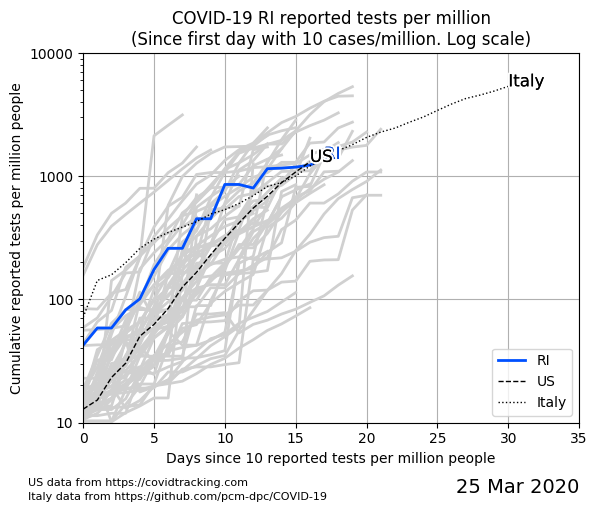 COVID-19 RI reported tests per million
(Since first day with 10 cases/million. Log scale)
Cumulative reported tests per million people
10000
1000
100
10
Italy
US
RI
RI
US
Italy
0 5 10 15 20 25 30 35
Days since 10 reported tests per million people
US data from https://covidtracking.com
Italy data from https://github.com/pcm-dpc/COVID-19
25 Mar 2020